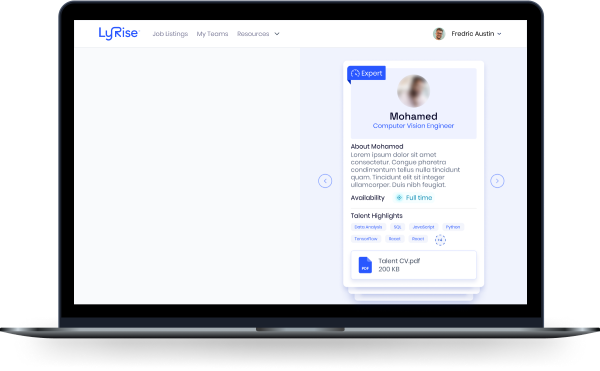 LyRise
Job Listings My Teams Resources
Fredric Austin
Expert
Mohamed
Computer Vision Engineer
About Mohamed
Lorem ipsum dolor sit amet
consectetur. Congue pharetra
condimentum tellus nulla tincidunt
quam. Tincidunt elit sit integer
ullamcorper. Duis nibh feugiat.
Availability Full time
Talent Highlights
Data Analysis SQL JavaScript Python
TensorFlow React React +4
PDF
Talent CV.pdf
200 KB